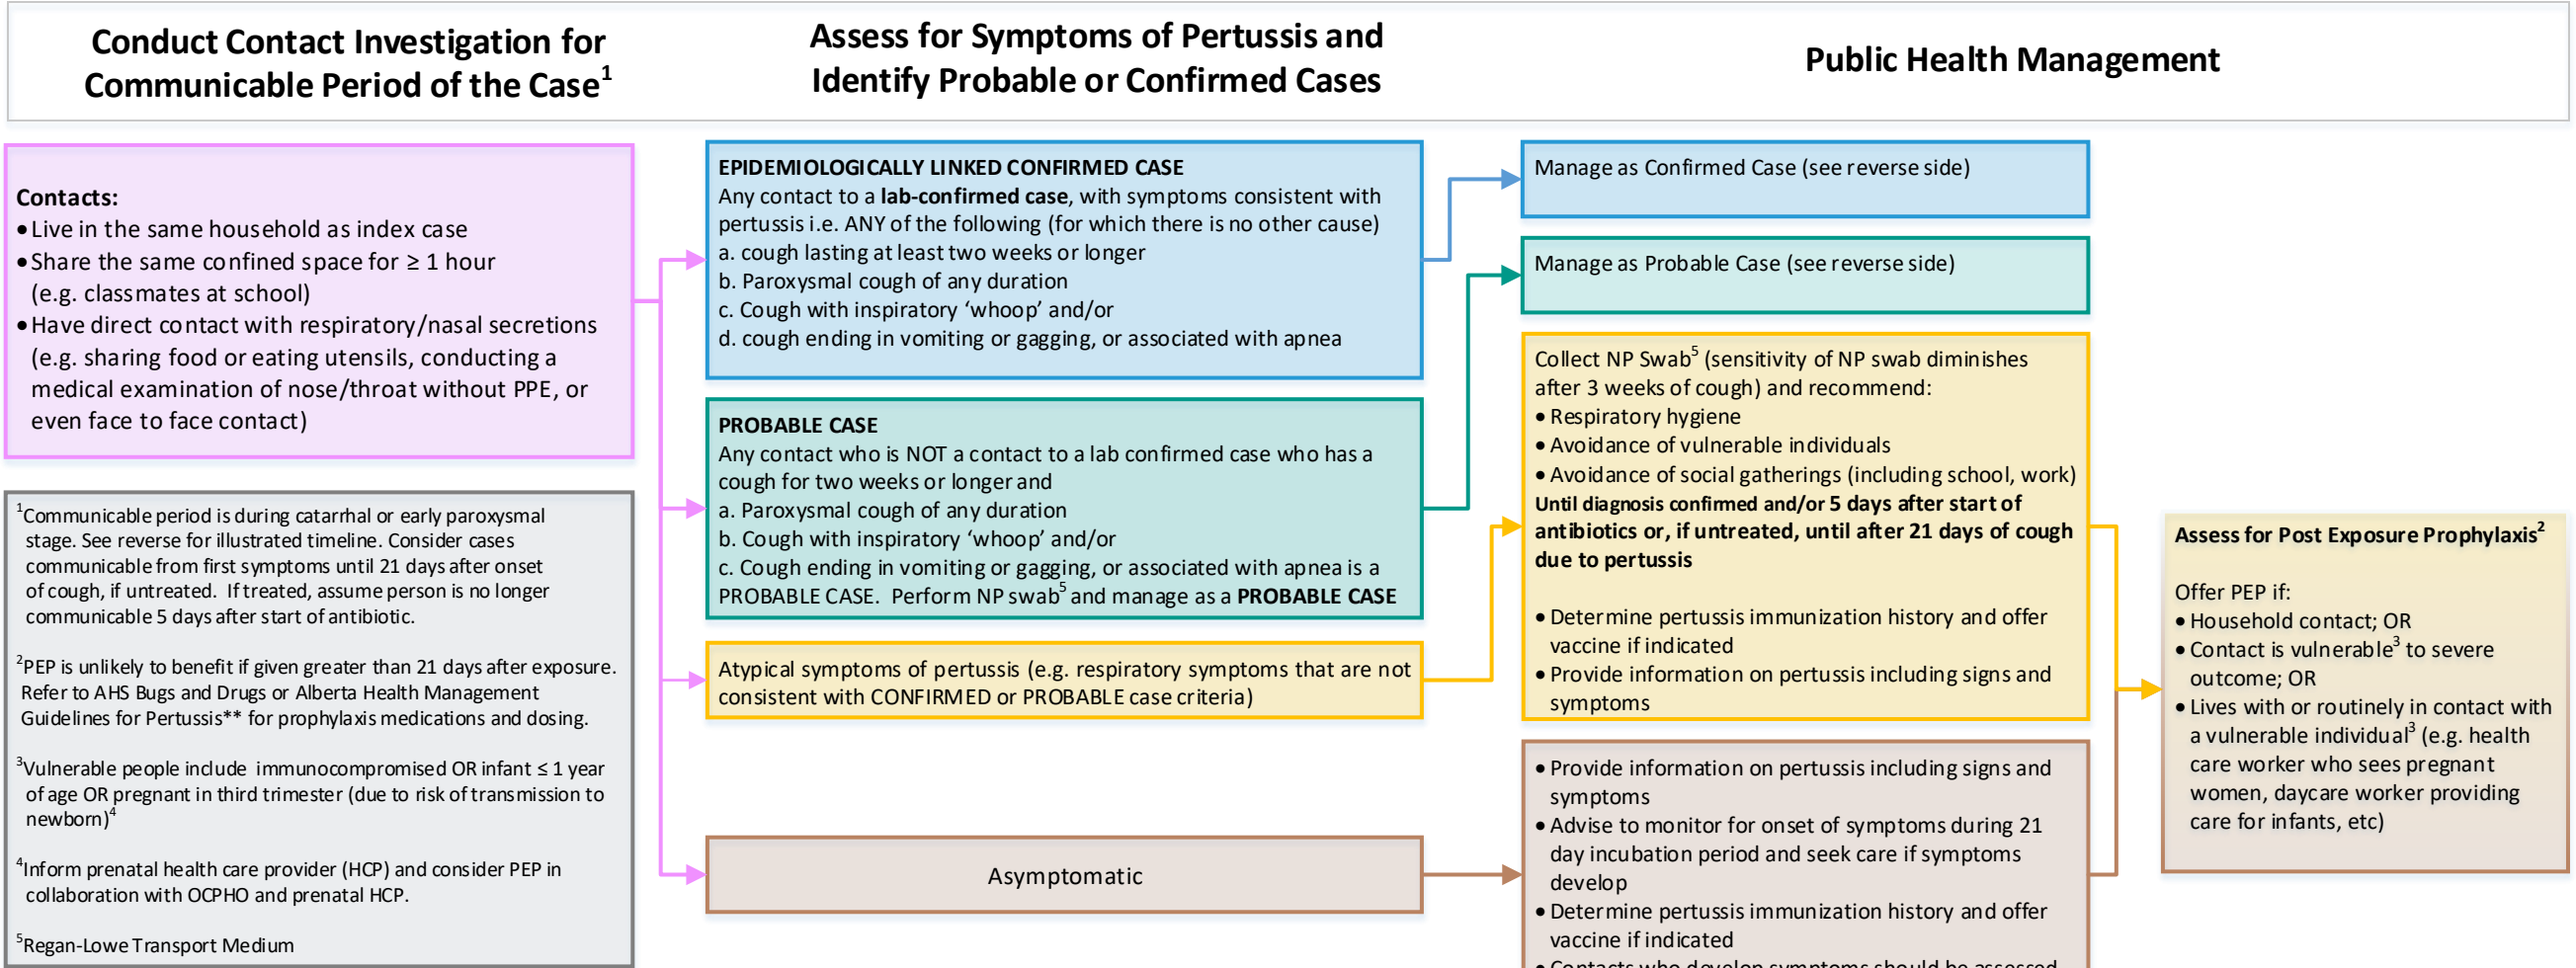 Conduct Contact Investigation for
Communicable Period of the Case1
Assess for Symptoms of Pertussis and
Identify Probable or Confirmed Cases
Public Health Management
Contacts:
• Live in the same household as index case
• Share the same confined space for ≥ 1 hour
(e.g. classmates at school)
• Have direct contact with respiratory/nasal secretions
(e.g. sharing food or eating utensils, conducting a
medical examination of nose/throat without PPE, or
even face to face contact)
1Communicable period is during catarrhal or early paroxysmal
stage. See reverse for illustrated timeline. Consider cases
communicable from first symptoms until 21 days after onset
of cough, if untreated. If treated, assume person is no longer
communicable 5 days after start of antibiotic.
2PEP is unlikely to benefit if given greater than 21 days after exposure.
Refer to AHS Bugs and Drugs or Alberta Health Management
Guidelines for Pertussis** for prophylaxis medications and dosing.
3Vulnerable people include immunocompromised OR infant ≤ 1 year
of age OR pregnant in third trimester (due to risk of transmission to
newborn)4
4Inform prenatal health care provider (HCP) and consider PEP in
collaboration with OCPHO and prenatal HCP.
5Regan-Lowe Transport Medium
EPIDEMIOLOGICALLY LINKED CONFIRMED CASE
Any contact to a lab-confirmed case, with symptoms consistent with
pertussis i.e. ANY of the following (for which there is no other cause)
a. cough lasting at least two weeks or longer
b. Paroxysmal cough of any duration
c. Cough with inspiratory ‘whoop’ and/or
d. cough ending in vomiting or gagging, or associated with apnea
PROBABLE CASE
Any contact who is NOT a contact to a lab confirmed case who has a
cough for two weeks or longer and
a. Paroxysmal cough of any duration
b. Cough with inspiratory ‘whoop’ and/or
c. Cough ending in vomiting or gagging, or associated with apnea is a
PROBABLE CASE. Perform NP swab5 and manage as a PROBABLE CASE
Atypical symptoms of pertussis (e.g. respiratory symptoms that are not
consistent with CONFIRMED or PROBABLE case criteria)
Asymptomatic
Manage as Confirmed Case (see reverse side)
Manage as Probable Case (see reverse side)
Collect NP Swab5 (sensitivity of NP swab diminishes
after 3 weeks of cough) and recommend:
• Respiratory hygiene
• Avoidance of vulnerable individuals
• Avoidance of social gatherings (including school, work)
Until diagnosis confirmed and/or 5 days after start of
antibiotics or, if untreated, until after 21 days of cough
due to pertussis
• Determine pertussis immunization history and offer
vaccine if indicated
• Provide information on pertussis including signs and
symptoms
• Provide information on pertussis including signs and
symptoms
• Advise to monitor for onset of symptoms during 21
day incubation period and seek care if symptoms
develop
• Determine pertussis immunization history and offer
vaccine if indicated
• Contacts who develop symptoms should be assessed
Assess for Post Exposure Prophylaxis2
Offer PEP if:
• Household contact; OR
• Contact is vulnerable3 to severe
outcome; OR
• Lives with or routinely in contact with
a vulnerable individual3 (e.g. health
care worker who sees pregnant
women, daycare worker providing
care for infants, etc)